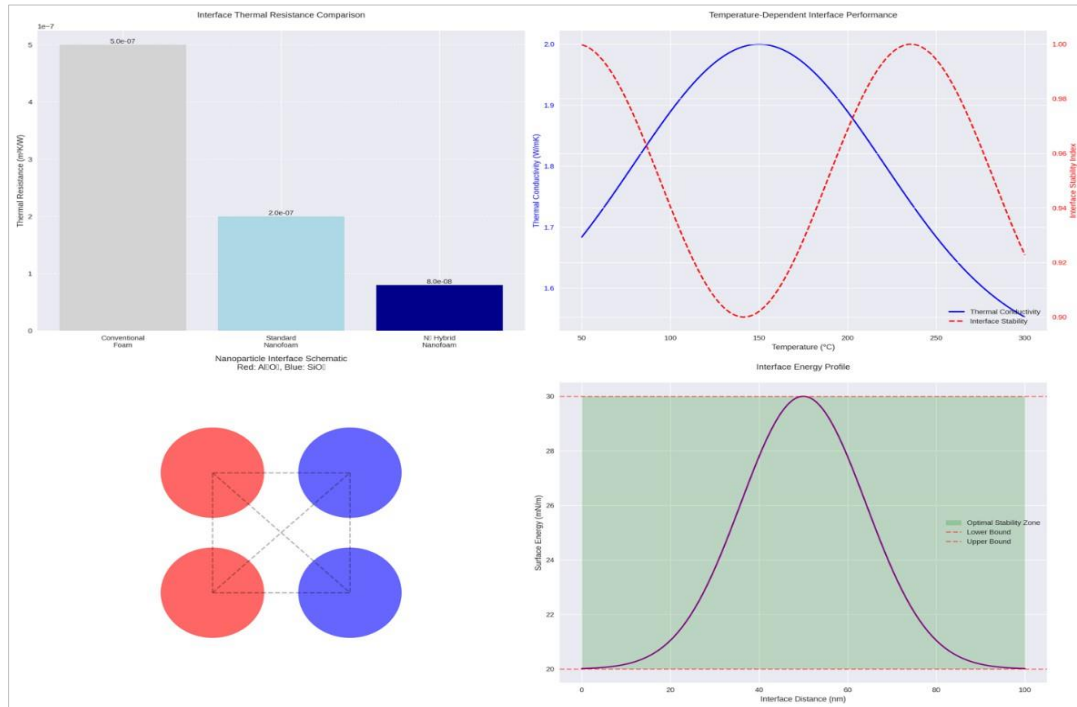 Interface Thermal Resistance Comparison
1e-7
5
4
3
2
1
0
Thermal Resistance (m²K/W)
5.0e-07
2.0e-07
8.0e-08
Conventional
Foam
Standard
Nanofoam
N▯ Hybrid
Nanofoam
Temperature-Dependent Interface Performance
2.0
1.9
1.8
1.7
1.6
Thermal Conductivity (W/mK)
1.00
0.98
0.96
0.94
0.92
0.90
Interface Stability Index
Thermal Conductivity
Interface Stability
50
100
150
200
250
300
Temperature (°C)
Nanoparticle Interface Schematic
Red: Al▯O▯, Blue: SiO▯
Interface Energy Profile
30
28
26
24
22
20
Surface Energy (mN/m)
Optimal Stability Zone
Lower Bound
Upper Bound
0
20
40
60
80
100
Interface Distance (nm)